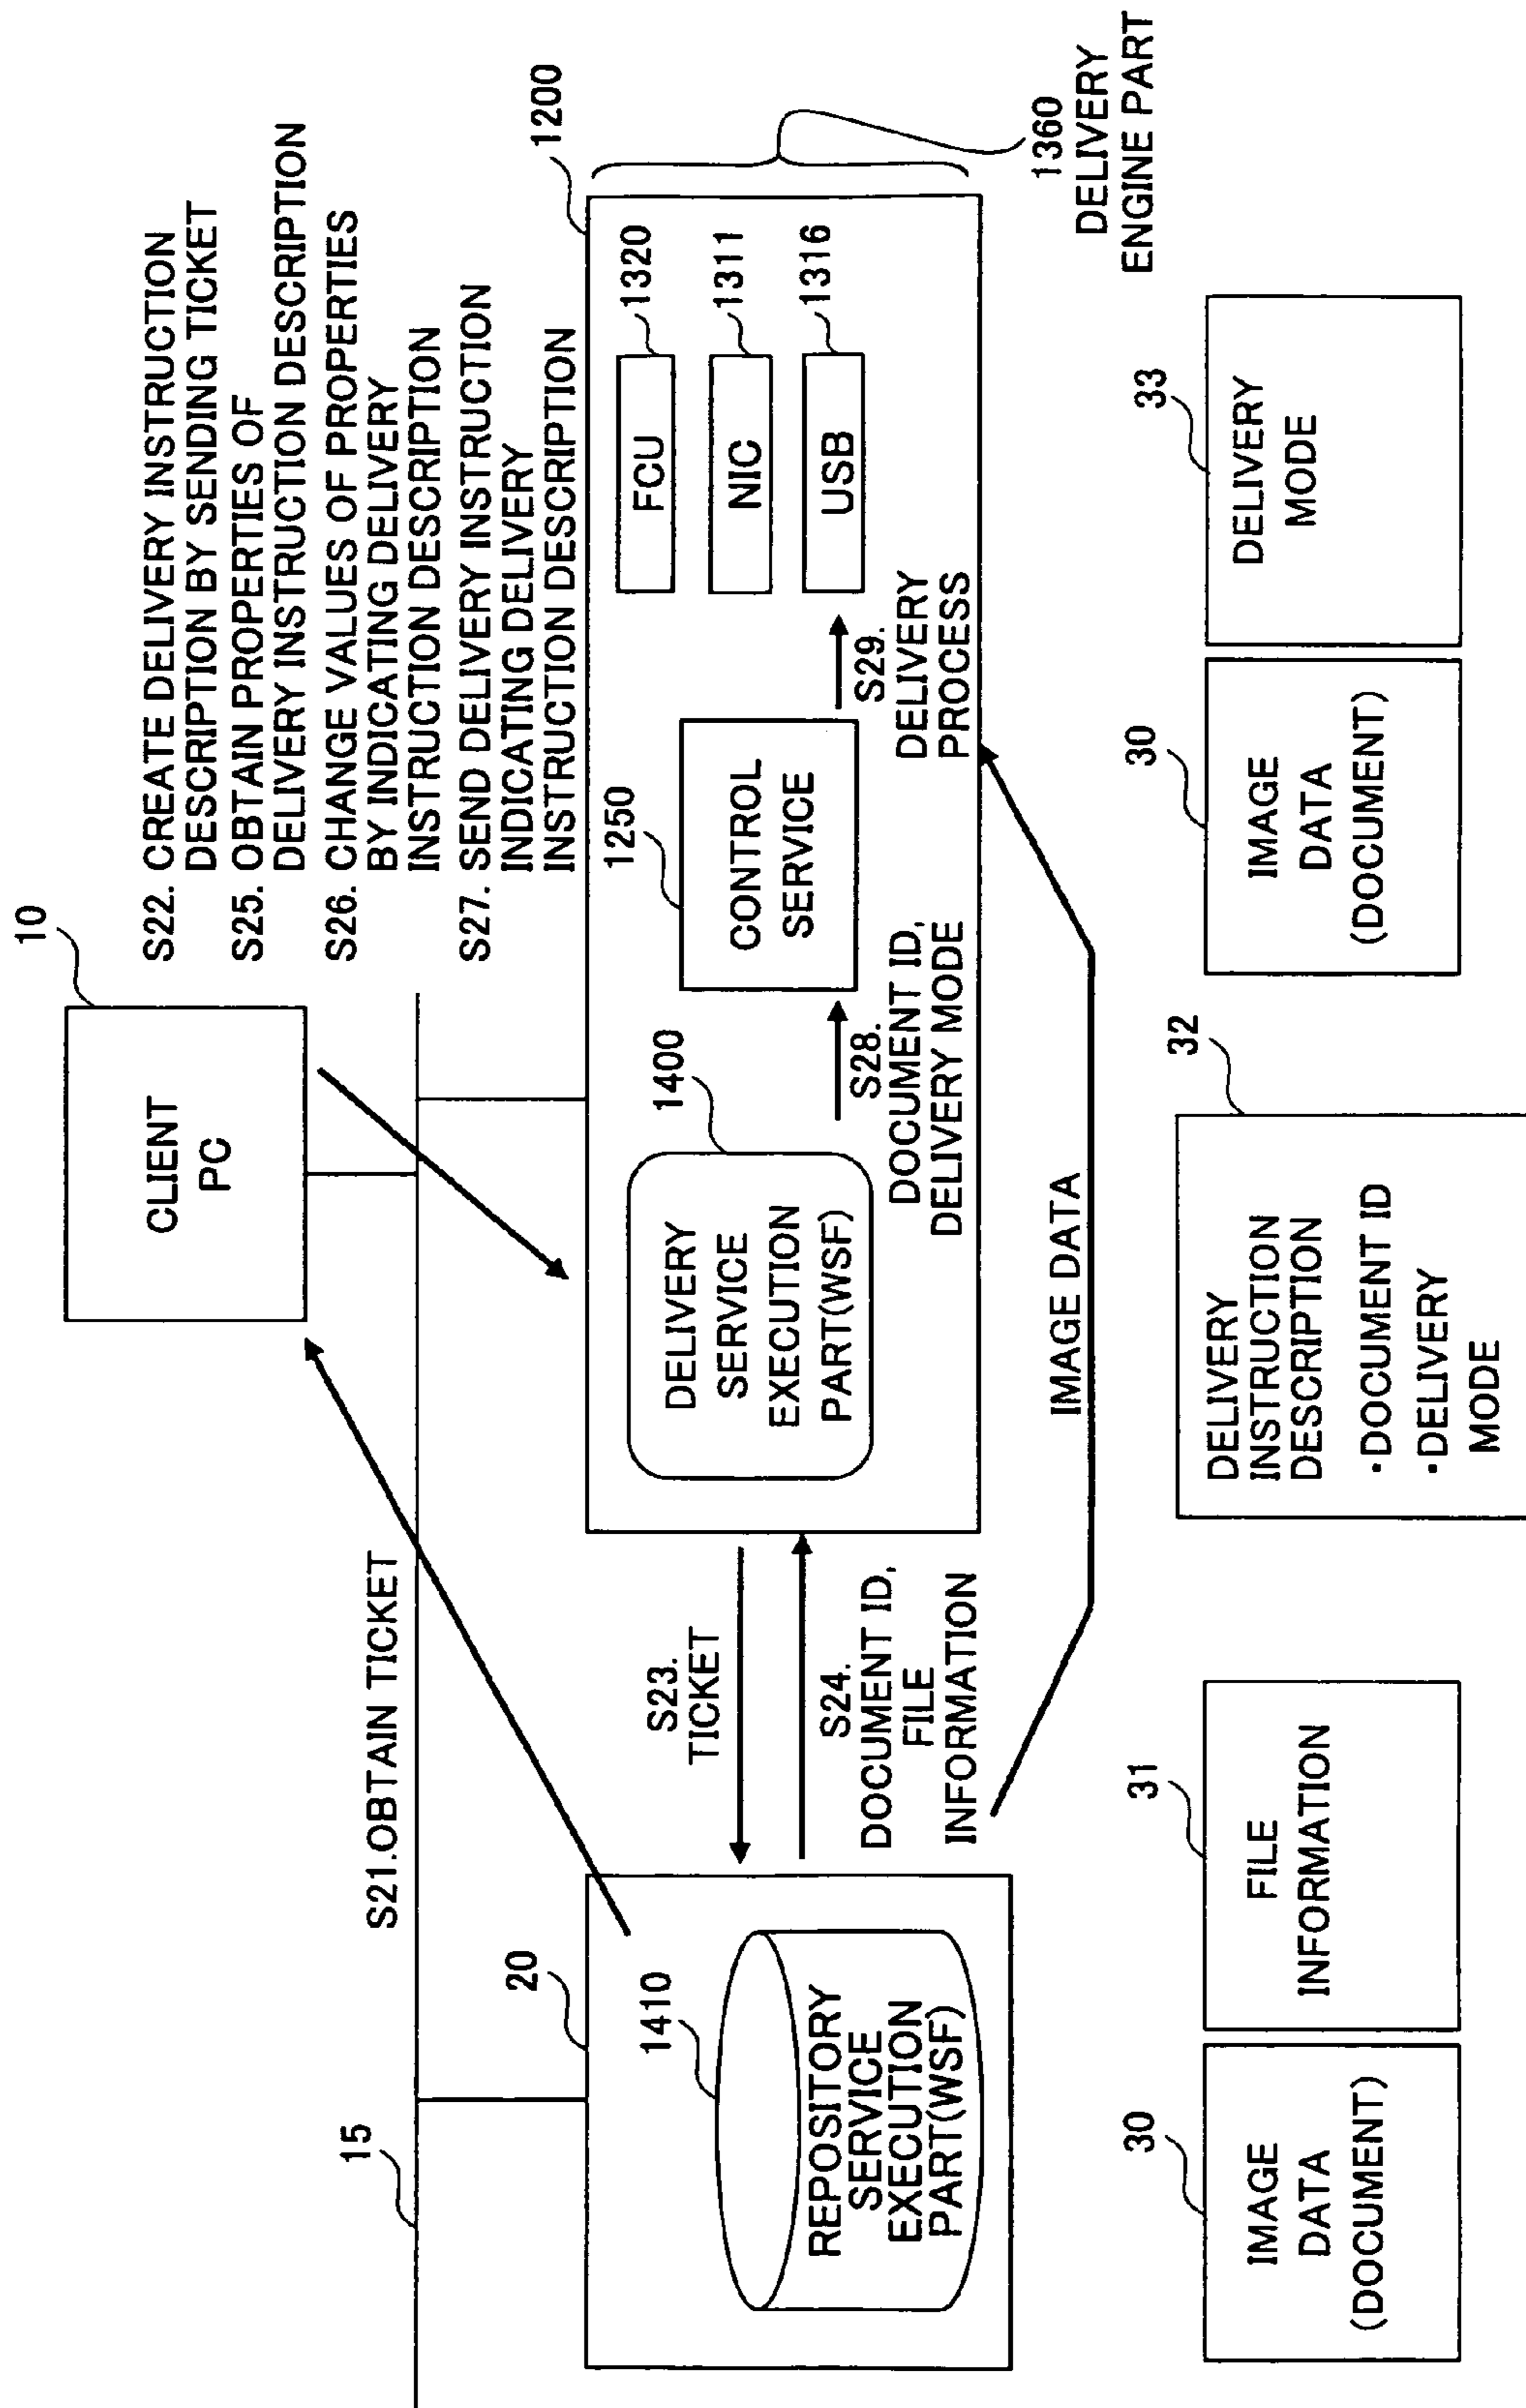 10
CLIENT
PC
S22. CREATE DELIVERY INSTRUCTION
DESCRIPTION BY SENDING TICKET
S25. OBTAIN PROPERTIES OF
DELIVERY INSTRUCTION DESCRIPTION
S26. CHANGE VALUES OF PROPERTIES
BY INDICATING DELIVERY
INSTRUCTION DESCRIPTION
S27. SEND DELIVERY INSTRUCTION
INDICATING DELIVERY
INSTRUCTION DESCRIPTION
15
S21.OBTAIN TICKET
20
1410
REPOSITORY
SERVICE
EXECUTION
PART(WSF)
S23.
TICKET
S24.
DOCUMENT ID,
FILE
INFORMATION
1200
1400
DELIVERY
SERVICE
EXECUTION
PART(WSF)
S28.
DOCUMENT ID,
DELIVERY MODE
1250
CONTROL
SERVICE
S29.
DELIVERY
PROCESS
FCU
1320
NIC
1311
USB
1316
1360
DELIVERY
ENGINE PART
IMAGE DATA
30
IMAGE
DATA
(DOCUMENT)
31
FILE
INFORMATION
32
DELIVERY
INSTRUCTION
DESCRIPTION
・DOCUMENT ID
・DELIVERY
MODE
30
IMAGE
DATA
(DOCUMENT)
33
DELIVERY
MODE